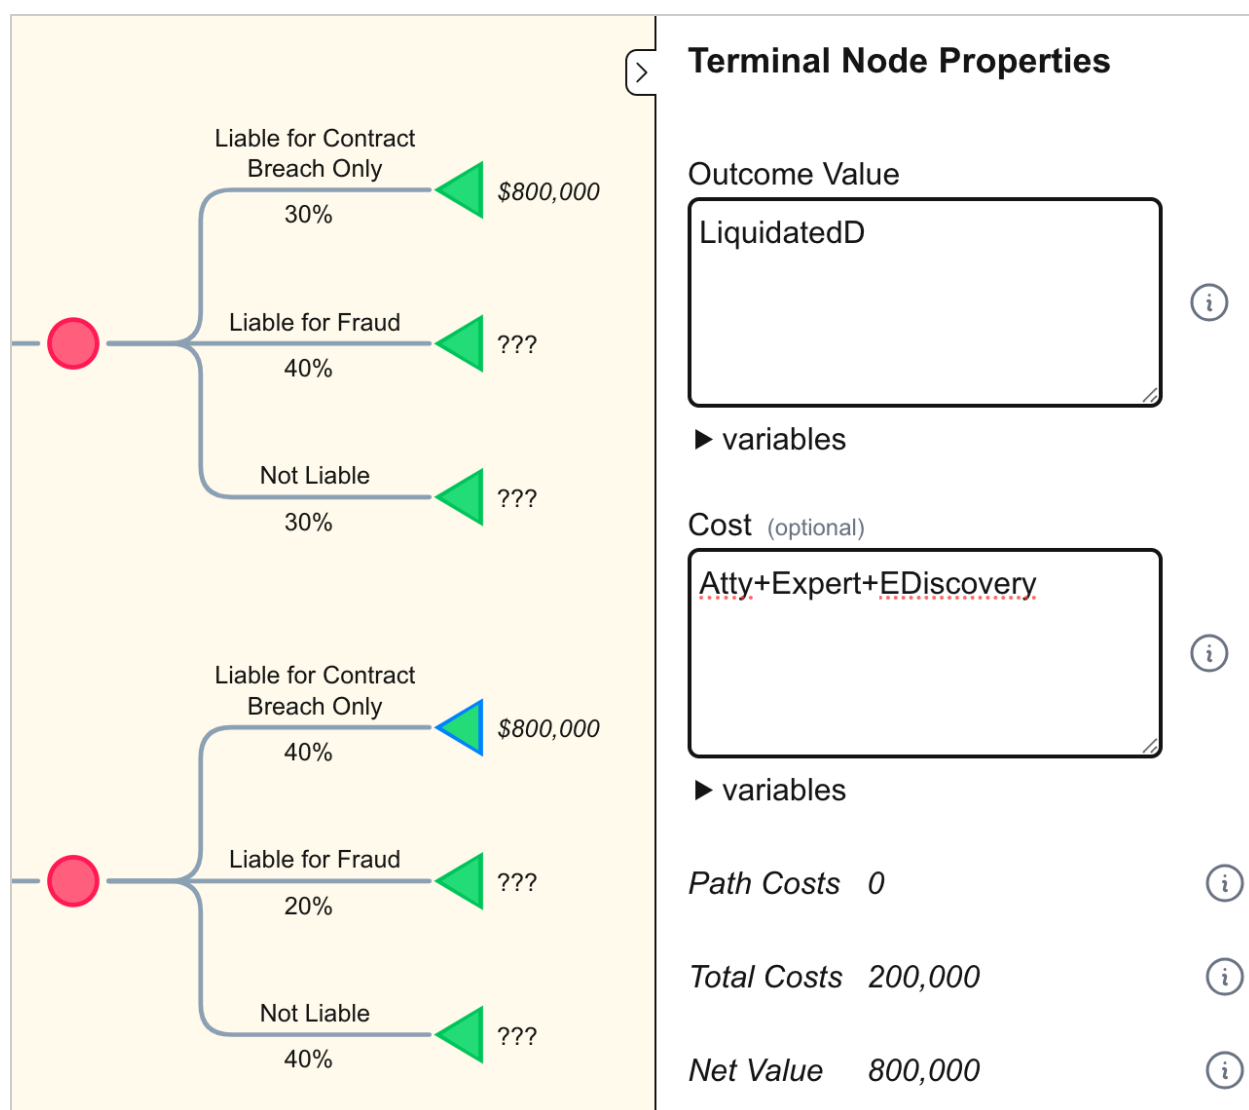 Liable for Contract
Breach Only
30%
$800,000
Liable for Fraud
40%
???
Not Liable
30%
???
Liable for Contract
Breach Only
40%
$800,000
Liable for Fraud
20%
???
Not Liable
40%
???
Terminal Node Properties
Outcome Value
LiquidatedD
variables
Cost (optional)
Atty+Expert+EDiscovery
variables
Path Costs 0
Total Costs 200,000
Net Value 800,000